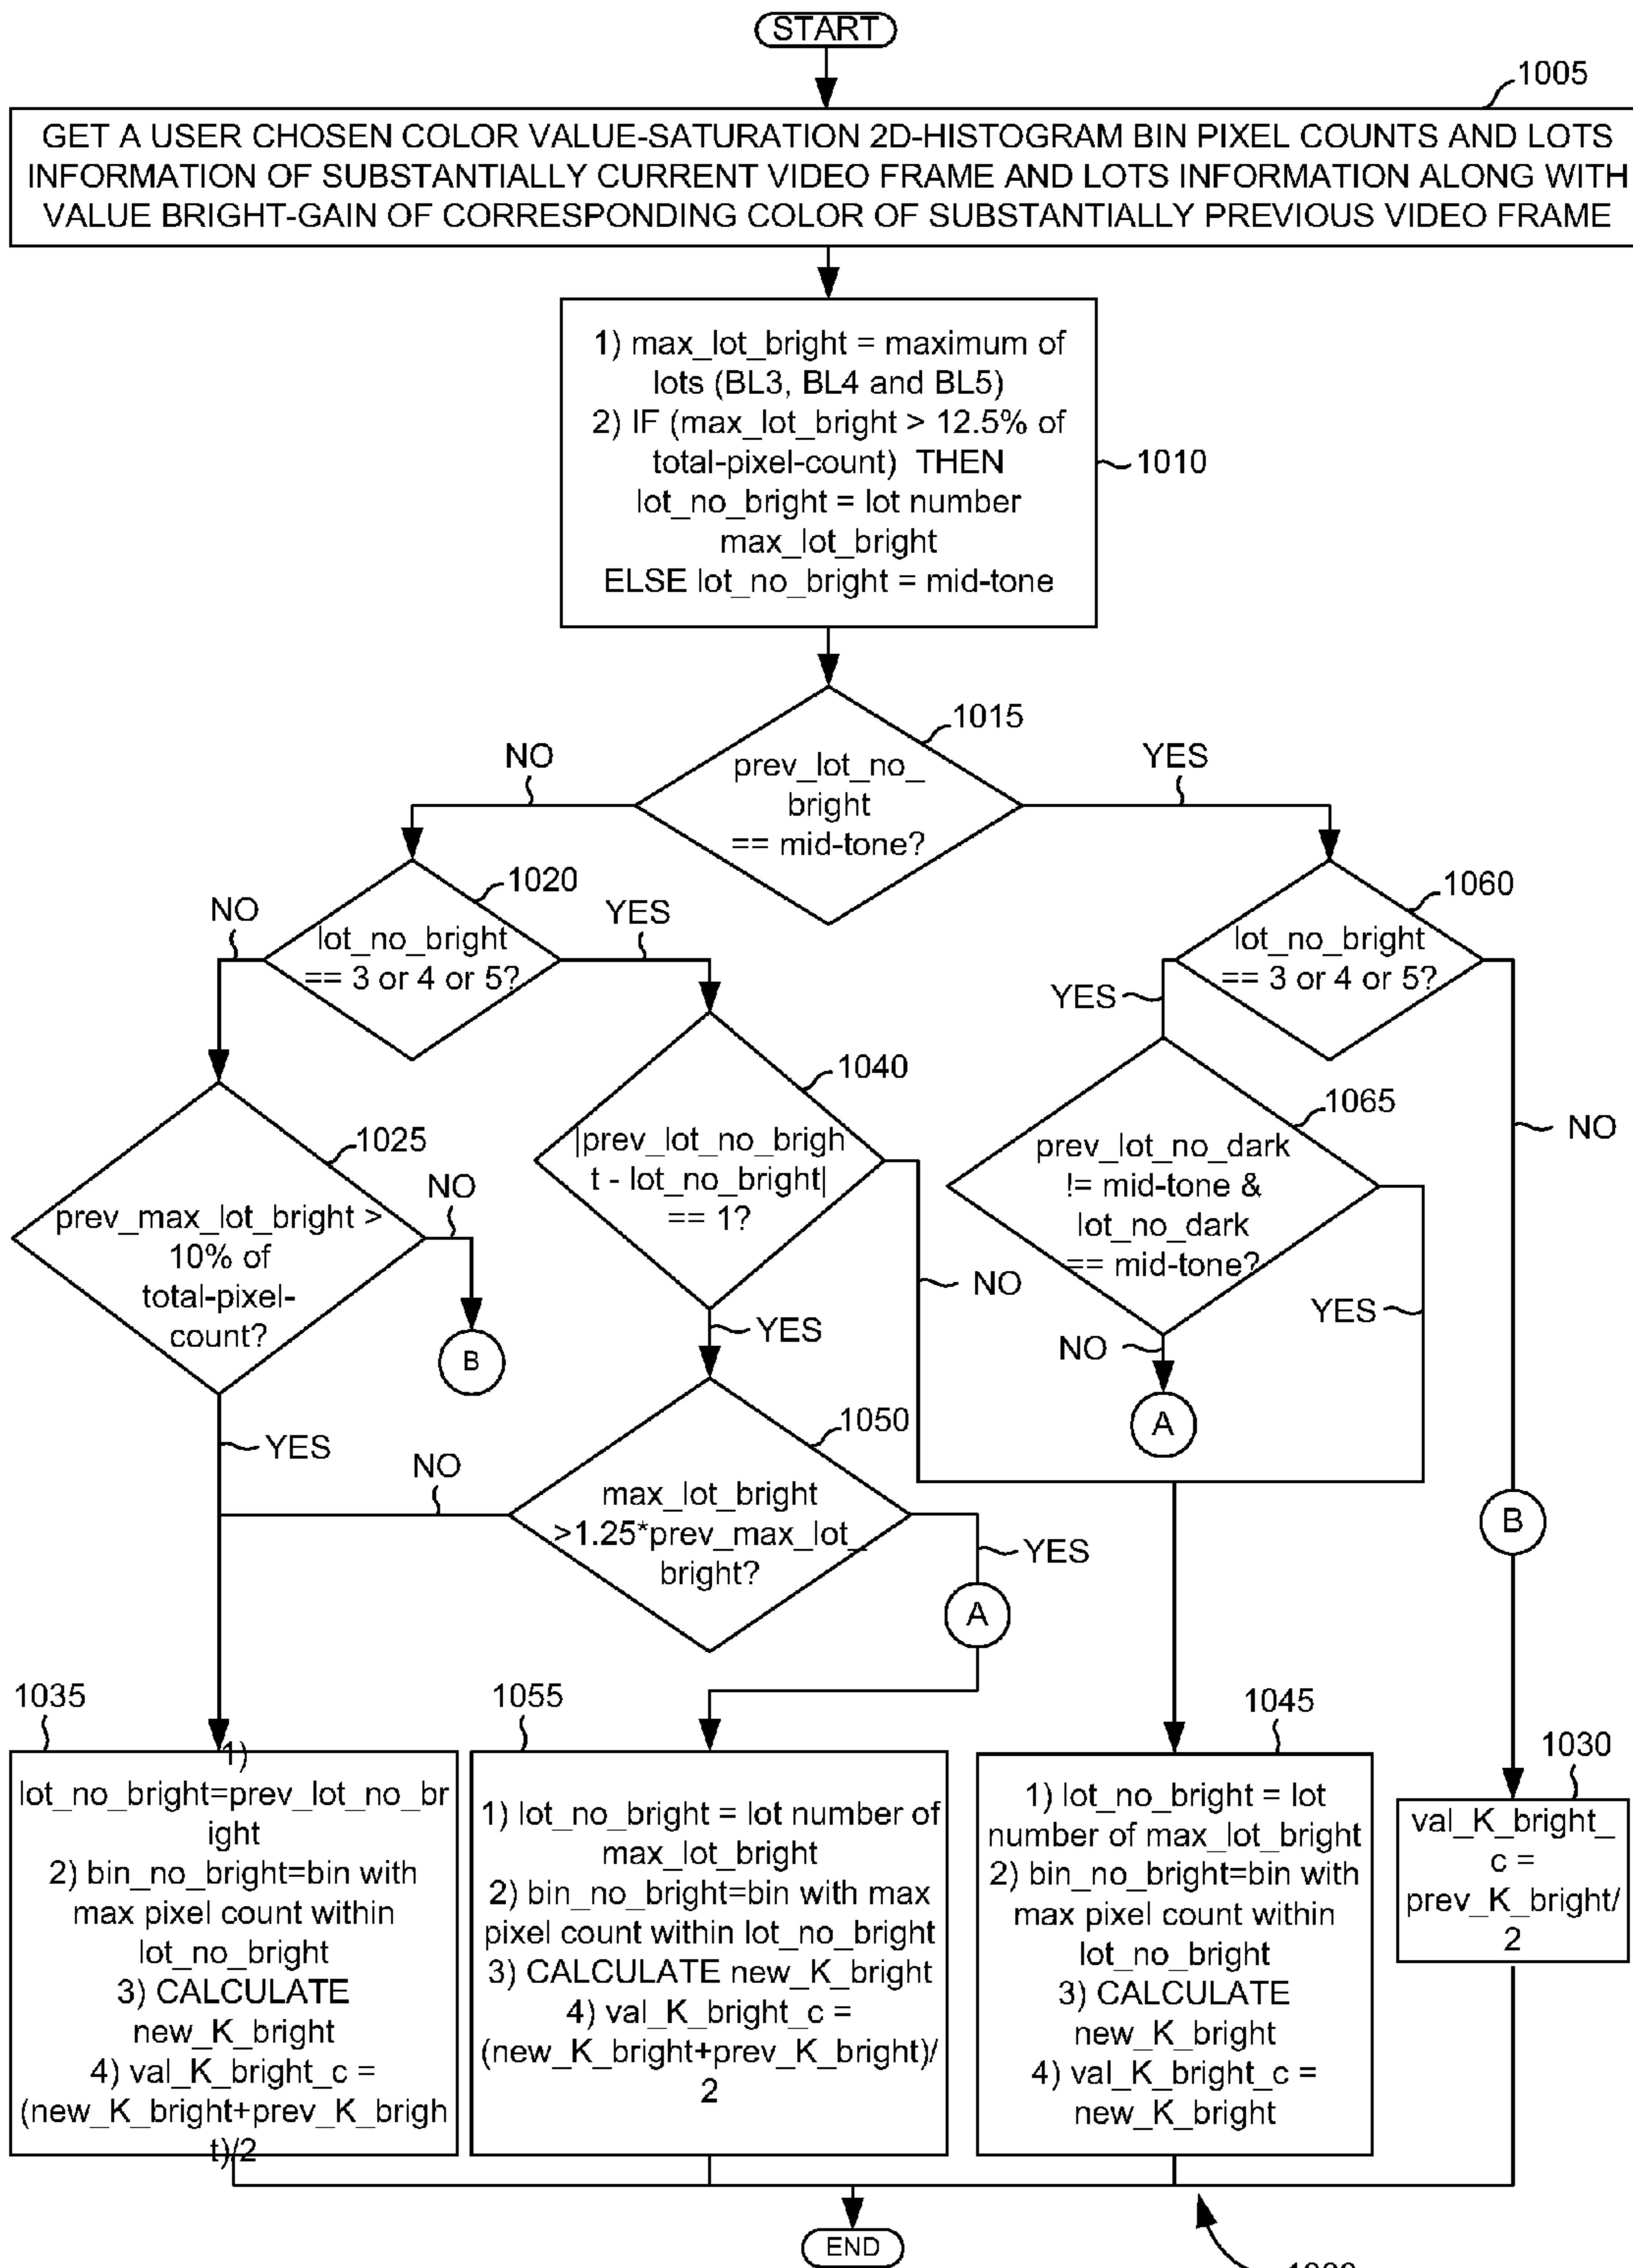 START
1005
GET A USER CHOSEN COLOR VALUE-SATURATION 2D-HISTOGRAM BIN PIXEL COUNTS AND LOTS
INFORMATION OF SUBSTANTIALLY CURRENT VIDEO FRAME AND LOTS INFORMATION ALONG WITH
VALUE BRIGHT-GAIN OF CORRESPONDING COLOR OF SUBSTANTIALLY PREVIOUS VIDEO FRAME
1) max_lot_bright = maximum of
lots (BL3, BL4 and BL5)
2) IF (max_lot_bright > 12.5% of
total-pixel-count) THEN
lot_no_bright = lot number
max_lot_bright
ELSE lot_no_bright = mid-tone
1010
1015
prev_lot_no_
bright
== mid-tone?
NO
YES
1020
lot_no_bright
== 3 or 4 or 5?
NO
YES
1060
lot_no_bright
== 3 or 4 or 5?
YES
NO
1025
prev_max_lot_bright >
10% of
total-pixel-
count?
NO
B
YES
1040
|prev_lot_no_brigh
t - lot_no_bright|
== 1?
NO
YES
1065
prev_lot_no_dark
!= mid-tone &
lot_no_dark
== mid-tone?
YES
NO
A
1050
max_lot_bright
>1.25*prev_max_lot_
bright?
NO
YES
A
B
1035
1)
lot_no_bright=prev_lot_no_br
ight
2) bin_no_bright=bin with
max pixel count within
lot_no_bright
3) CALCULATE
new_K_bright
4) val_K_bright_c =
(new_K_bright+prev_K_brigh
t)/2
1055
1) lot_no_bright = lot number of
max_lot_bright
2) bin_no_bright=bin with max
pixel count within lot_no_bright
3) CALCULATE new_K_bright
4) val_K_bright_c =
(new_K_bright+prev_K_bright)/
2
1045
1) lot_no_bright = lot
number of max_lot_bright
2) bin_no_bright=bin with
max pixel count within
lot_no_bright
3) CALCULATE
new_K_bright
4) val_K_bright_c =
new_K_bright
1030
val_K_bright_
c =
prev_K_bright/
2
END